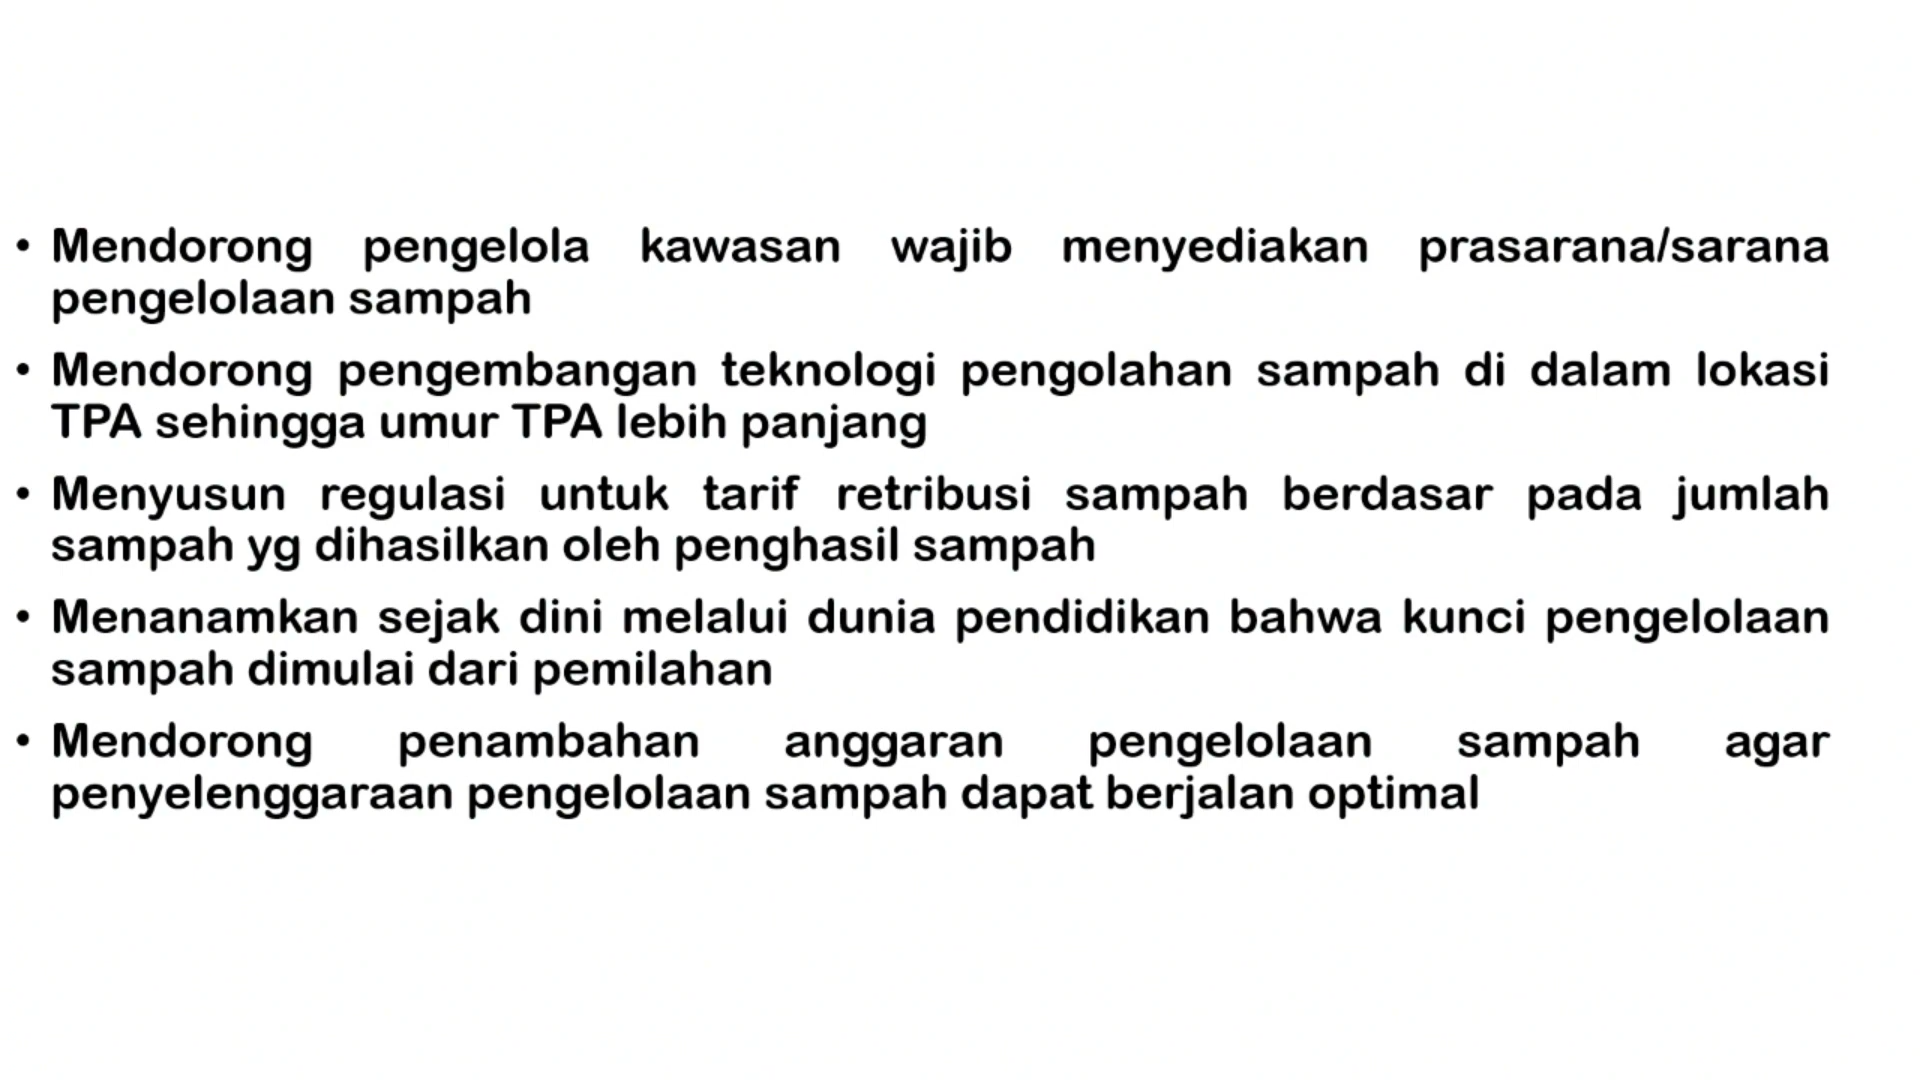 • Mendorong pengelola kawasan wajib menyediakan prasarana/sarana
pengelolaan sampah
• Mendorong pengembangan teknologi pengolahan sampah di dalam lokasi
TPA sehingga umur TPA lebih panjang
• Menyusun regulasi untuk tarif retribusi sampah berdasar pada jumlah
sampah yg dihasilkan oleh penghasil sampah
• Menanamkan sejak dini melalui dunia pendidikan bahwa kunci pengelolaan
sampah dimulai dari pemilahan
• Mendorong penambahan anggaran pengelolaan sampah agar
penyelenggaraan pengelolaan sampah dapat berjalan optimal